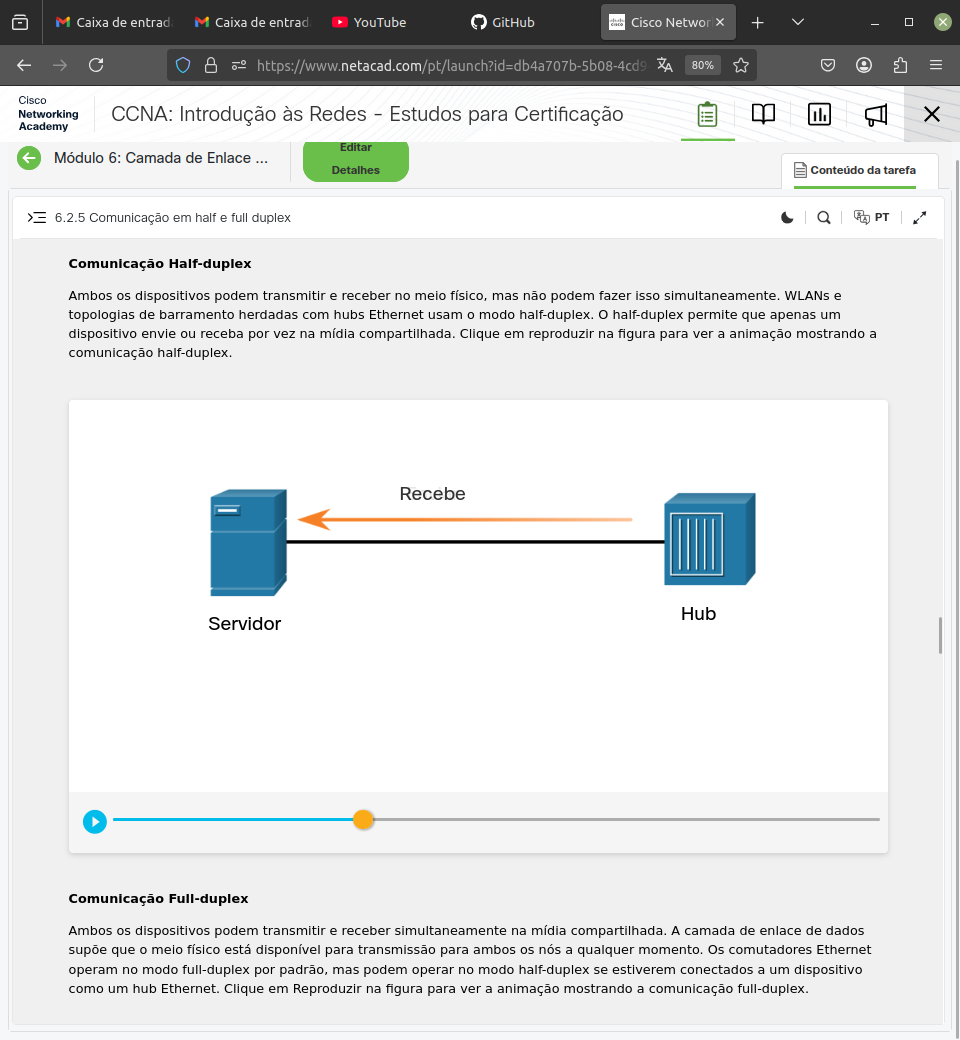 Caixa de entrad
Caixa de entrad
YouTube
GitHub
Cisco Networ
https://www.netacad.com/pt/launch?id=db4a707b-5b08-4cd9
80%
Cisco
Networking
Academy
CCNA: Introdução às Redes - Estudos para Certificação
Módulo 6: Camada de Enlace ...
Editar
Detalhes
Conteúdo da tarefa
6.2.5 Comunicação em half e full duplex
PT
Comunicação Half-duplex
Ambos os dispositivos podem transmitir e receber no meio físico, mas não podem fazer isso simultaneamente. WLANs e
topologias de barramento herdadas com hubs Ethernet usam o modo half-duplex. O half-duplex permite que apenas um
dispositivo envie ou receba por vez na mídia compartilhada. Clique em reproduzir na figura para ver a animação mostrando a
comunicação half-duplex.
Recebe
Servidor
Hub
Comunicação Full-duplex
Ambos os dispositivos podem transmitir e receber simultaneamente na mídia compartilhada. A camada de enlace de dados
supõe que o meio físico está disponível para transmissão para ambos os nós a qualquer momento. Os comutadores Ethernet
operam no modo full-duplex por padrão, mas podem operar no modo half-duplex se estiverem conectados a um dispositivo
como um hub Ethernet. Clique em Reproduzir na figura para ver a animação mostrando a comunicação full-duplex.